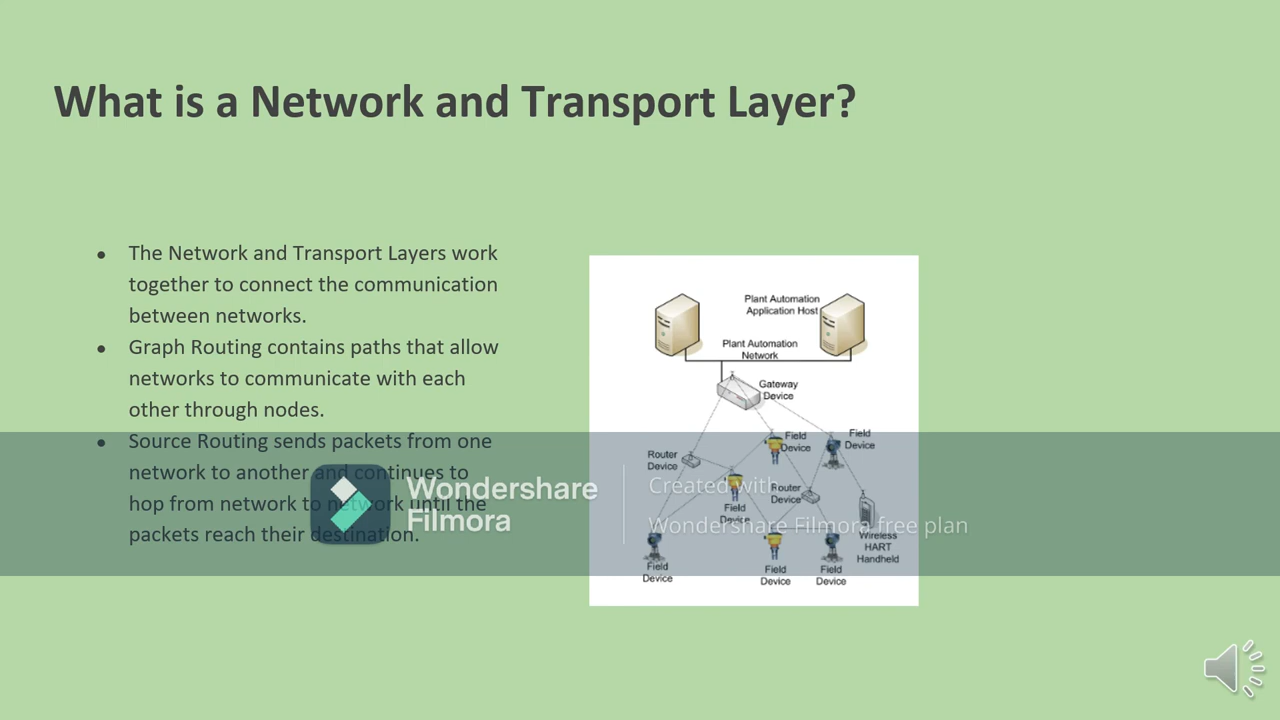 What is a Network and Transport Layer?
● The Network and Transport Layers work
together to connect the communication
between networks.
● Graph Routing contains paths that allow
networks to communicate with each
other through nodes.
● Source Routing sends packets from one
network to another and continues to
hop from network to network until the
packets reach their destination.
Plant Automation
Application Host
Plant Automation
Network
Gateway
Device
Field
Device
Field
Device
Router
Device
Router
Device
Field
Device
Wireless
HART
Handheld
Field
Device
Field
Device
Field
Device
Wondershare
Filmora
Created with
Wondershare Filmora free plan